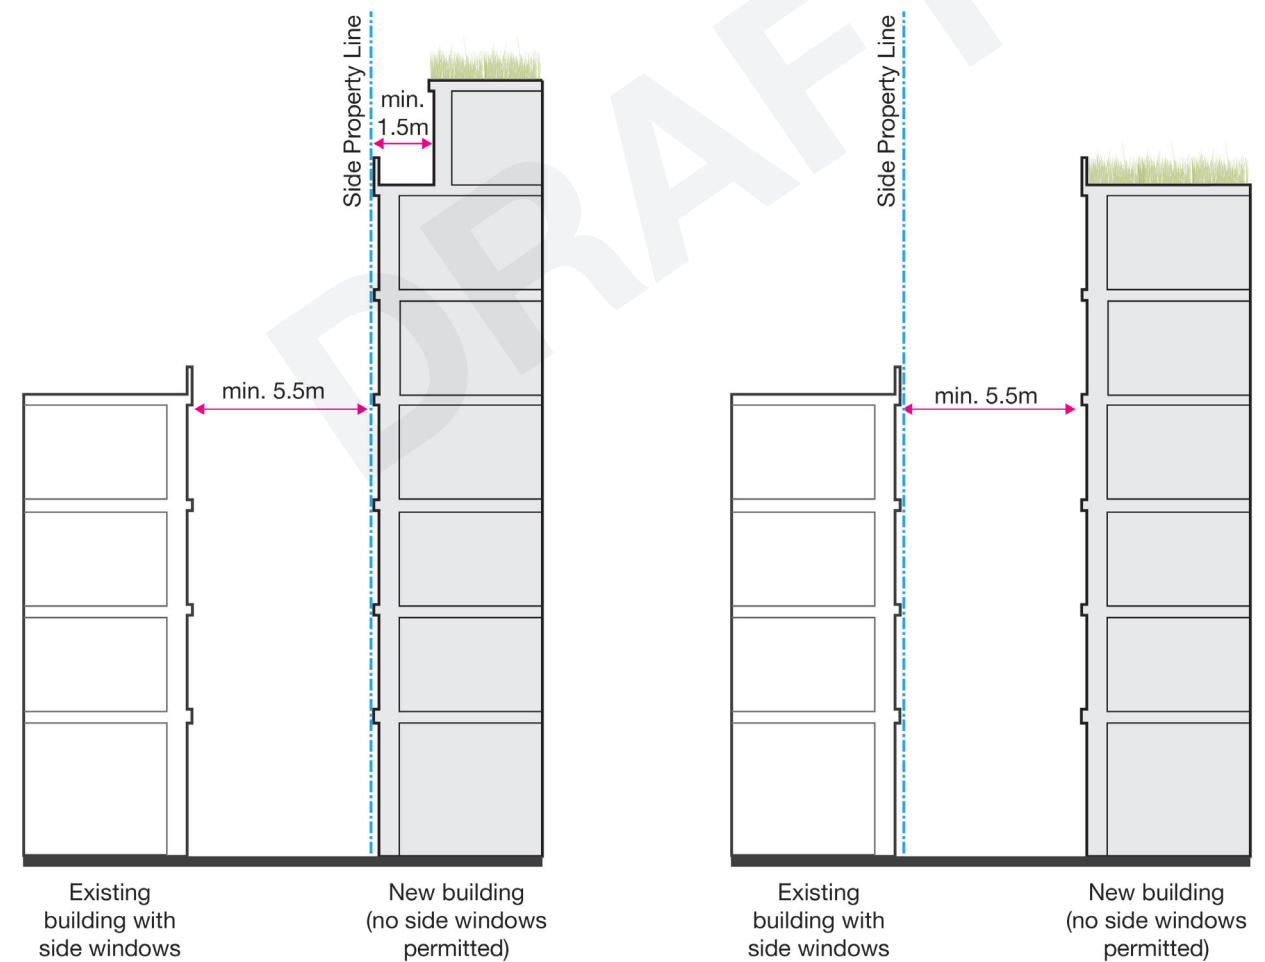 Side Property Line
min.
1.5m
min. 5.5m
Existing
building with
side windows
New building
(no side windows
permitted)
Side Property Line
min. 5.5m
Existing
building with
side windows
New building
(no side windows
permitted)
DRAFT